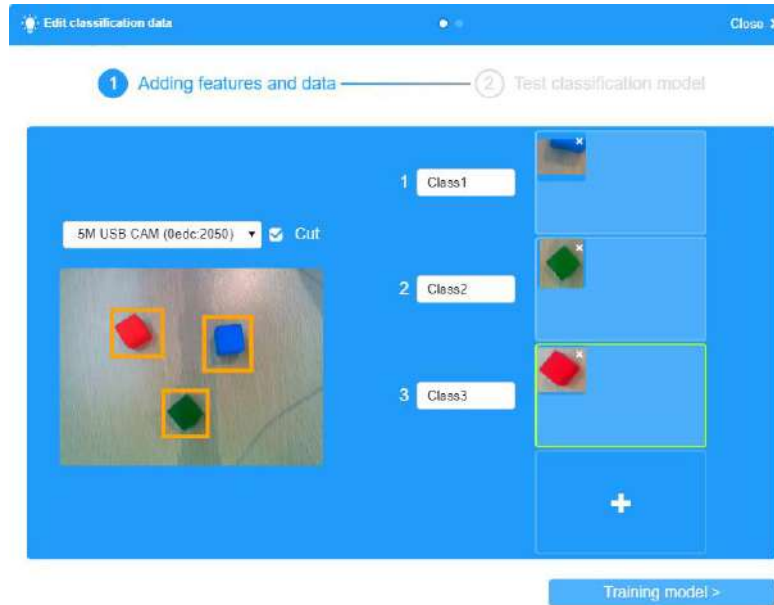 Edit classification data
Close ×
1 Adding features and data
2 Test classification model
1 Class1
5M USB CAM (0edc:2050) Cut
2 Class2
3 Class3
Training model >